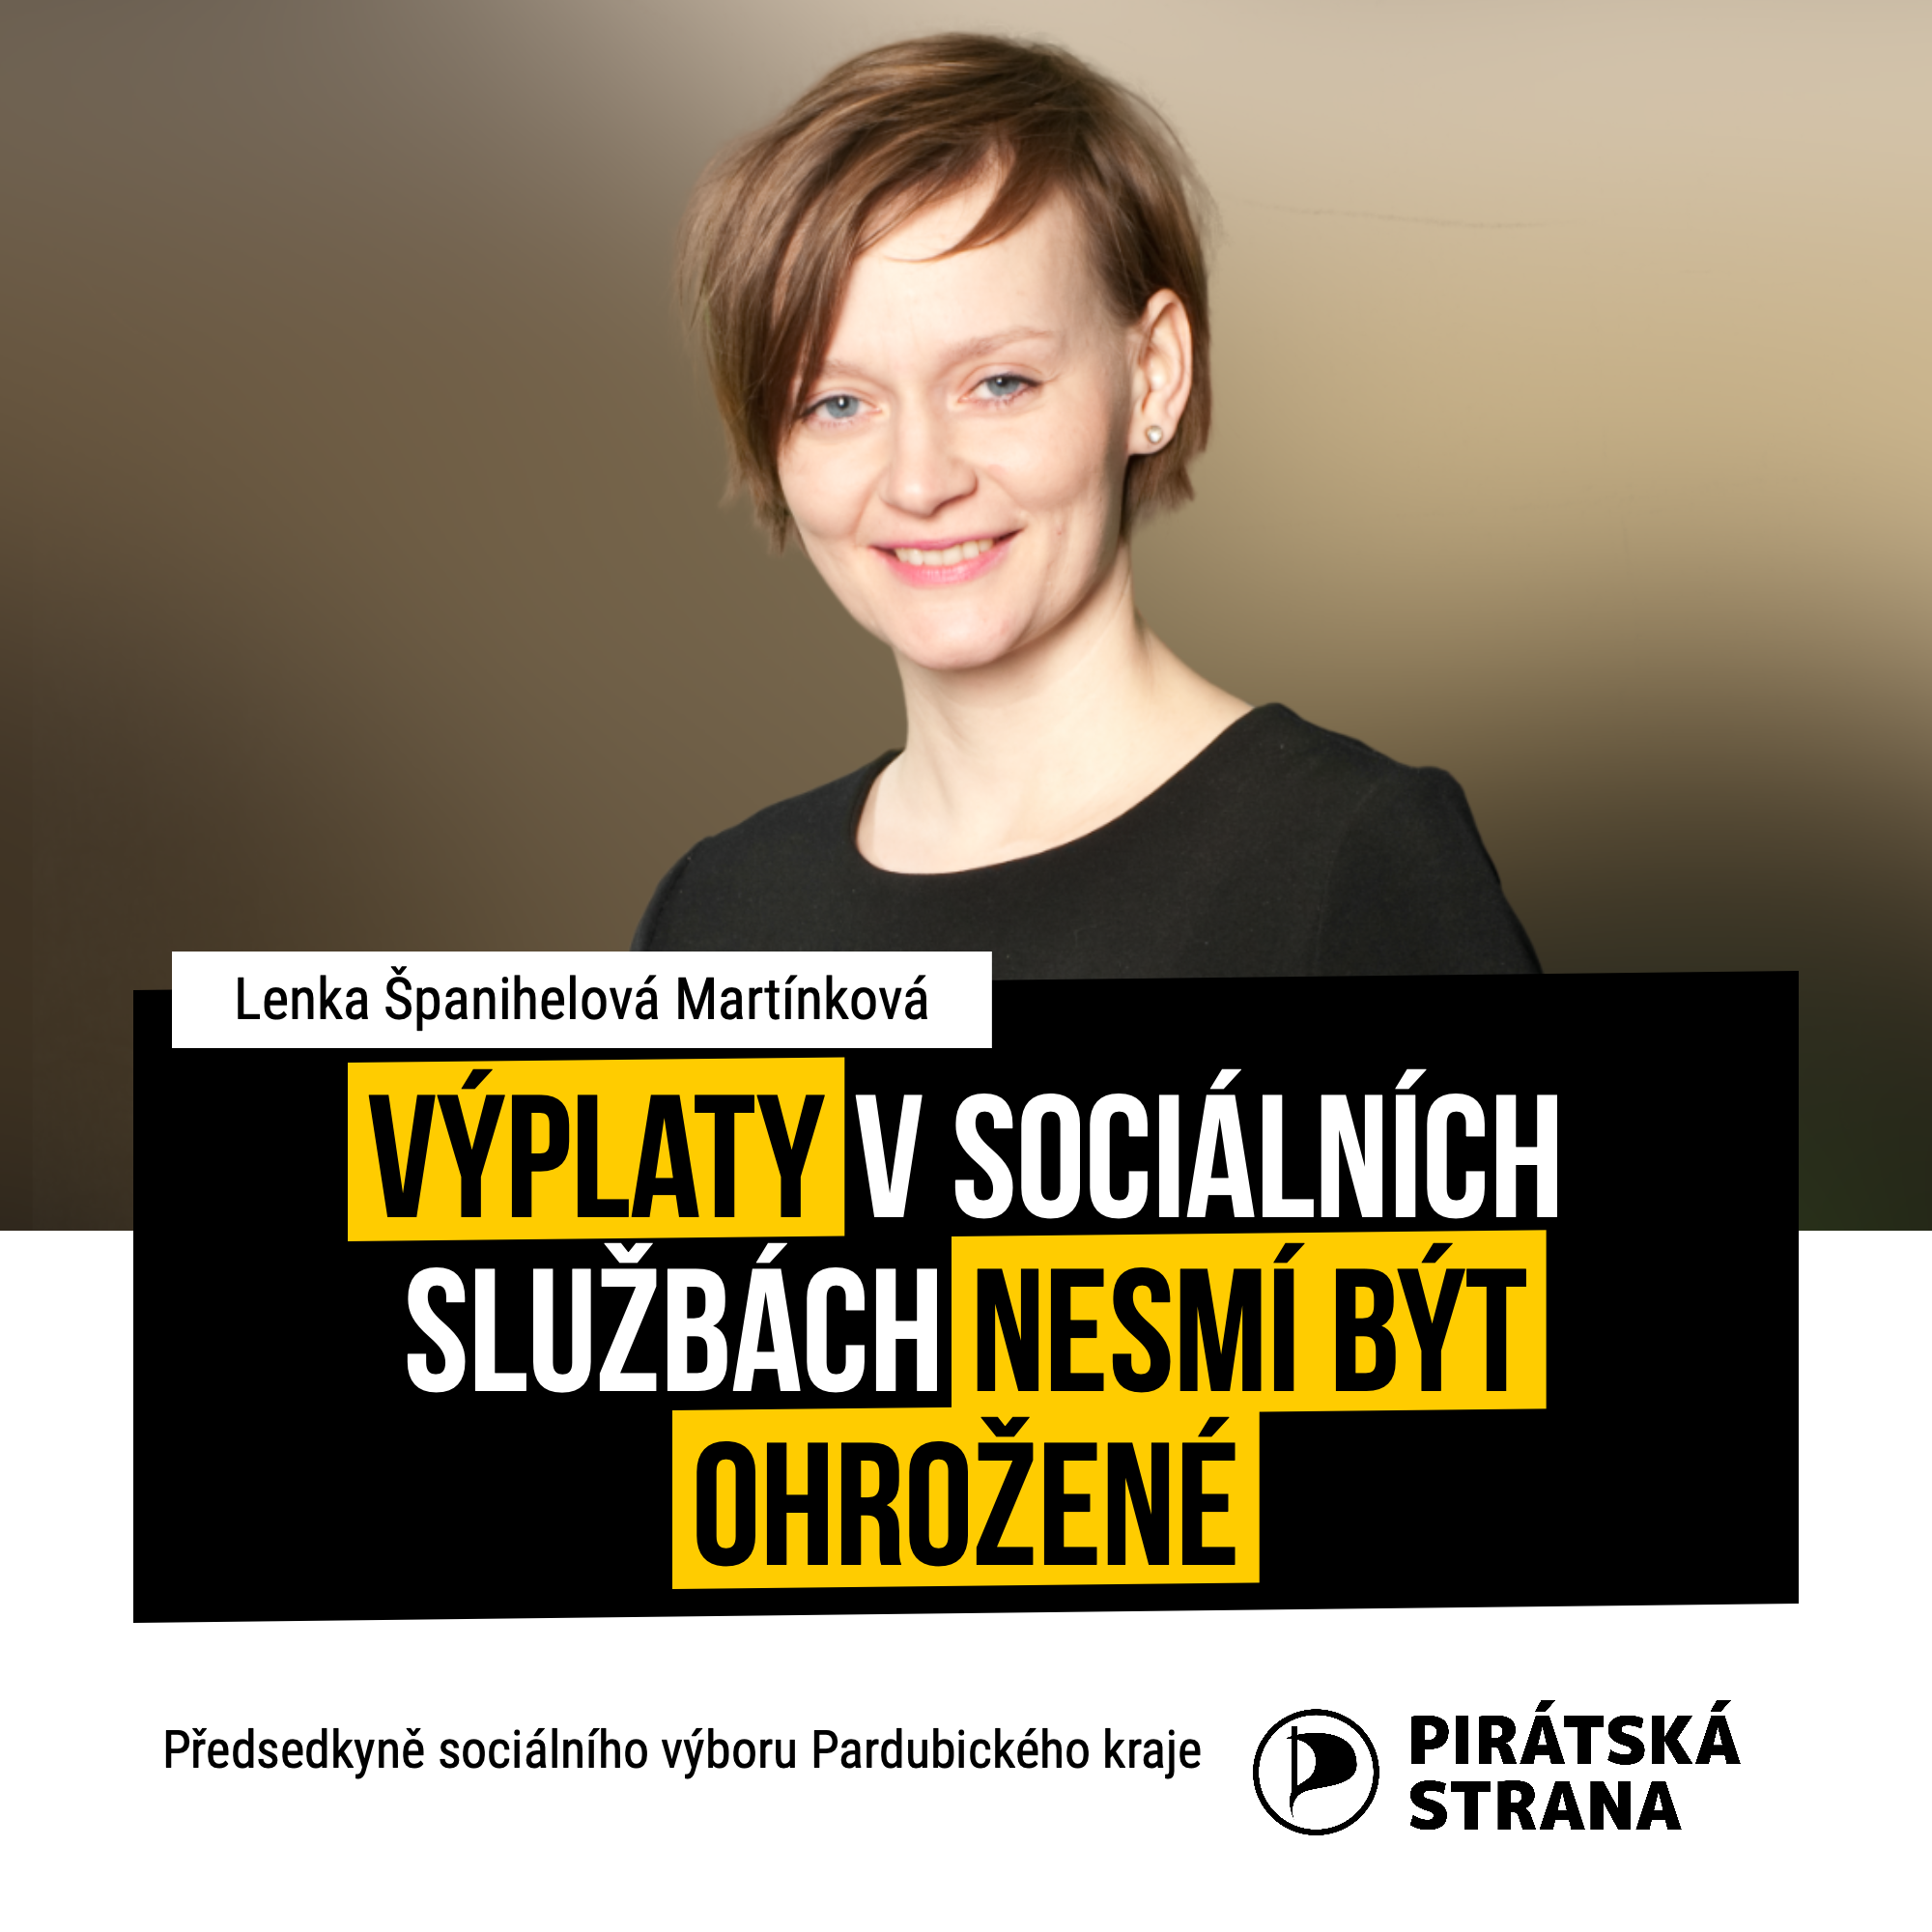 Lenka Španihelová Martínková
VÝPLATY V SOCIÁLNÍCH
SLUŽBÁCH NESMÍ BÝT
OHROŽENÉ
Předsedkyně sociálního výboru Pardubického kraje
PIRÁTSKÁ
STRANA